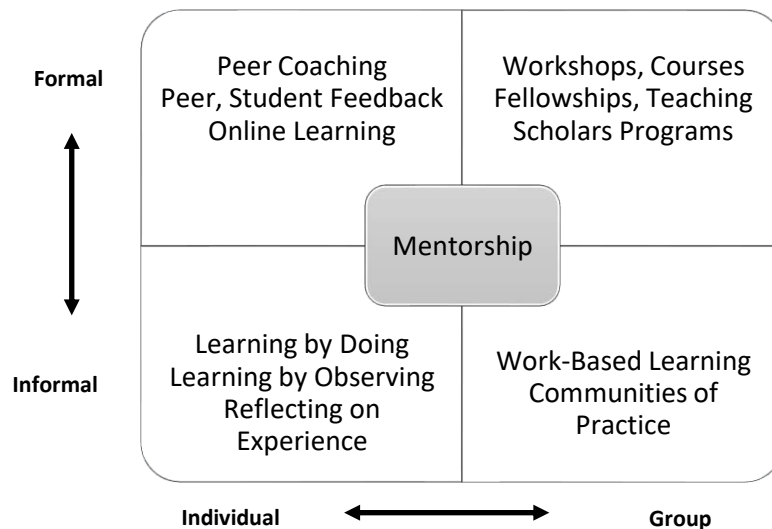 Formal
Peer Coaching
Peer, Student Feedback
Online Learning
Workshops, Courses
Fellowships, Teaching
Scholars Programs
Mentorship
Informal
Learning by Doing
Learning by Observing
Reflecting on
Experience
Work-Based Learning
Communities of
Practice
Individual
Group